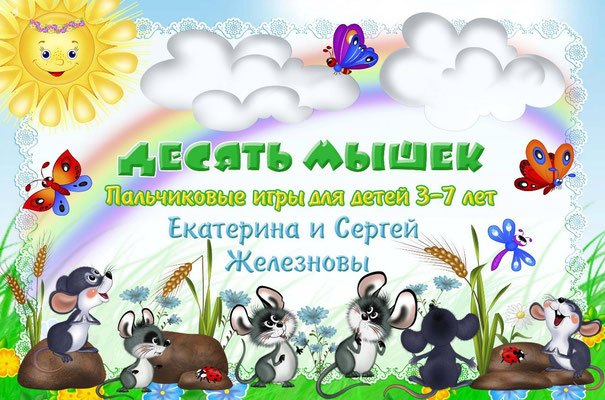 ДЕСЯТЬ МЫШЕК
Пальчиковые игры для детей 3-7 лет
Екатерина и Сергей
Железновы